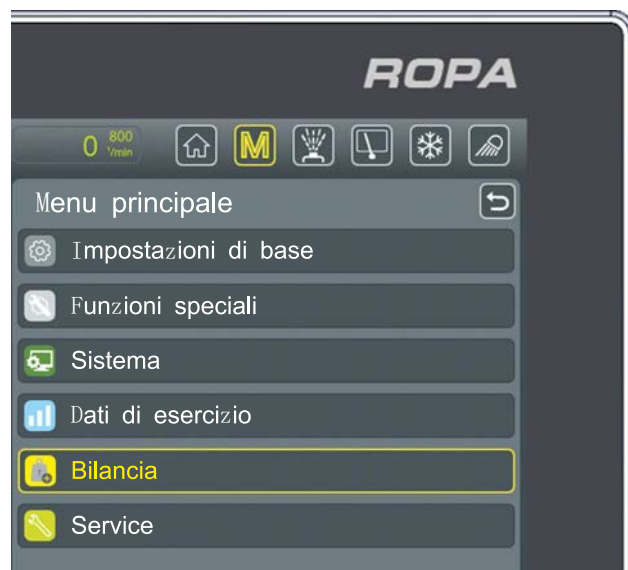 ROPA
0 800
1/min
M
Menu principale
Impostazioni di base
Funzioni speciali
Sistema
Dati di esercizio
Bilancia
Service